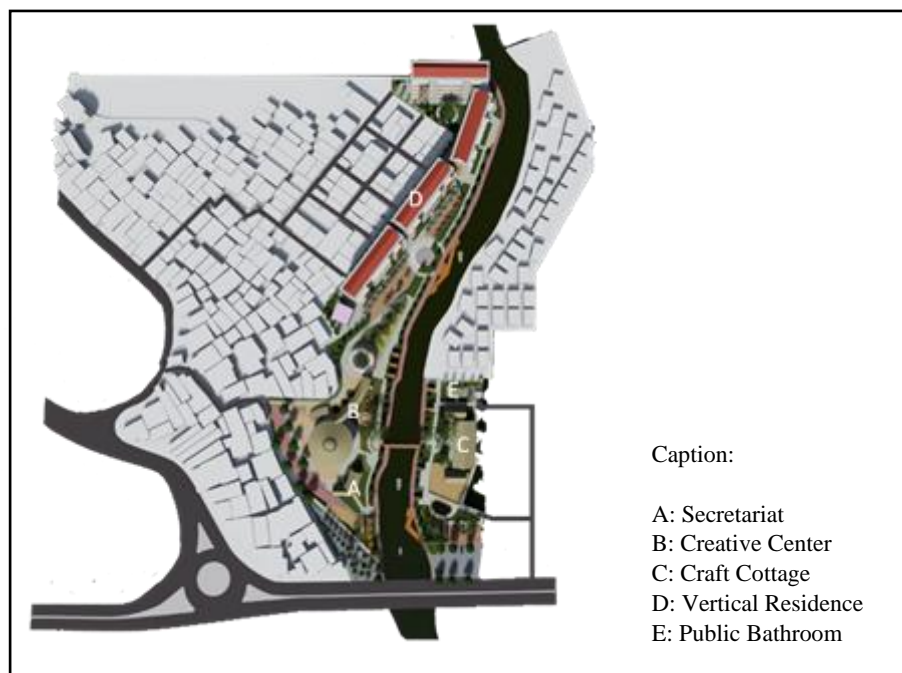 D
E
B
C
A
Caption:
A: Secretariat
B: Creative Center
C: Craft Cottage
D: Vertical Residence
E: Public Bathroom